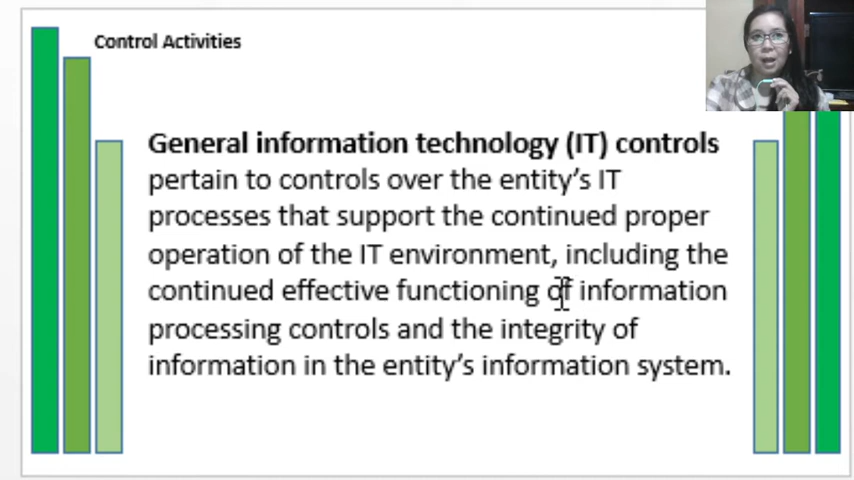 Control Activities
General information technology (IT) controls
pertain to controls over the entity's IT
processes that support the continued proper
operation of the IT environment, including the
continued effective functioning of information
processing controls and the integrity of
information in the entity's information system.